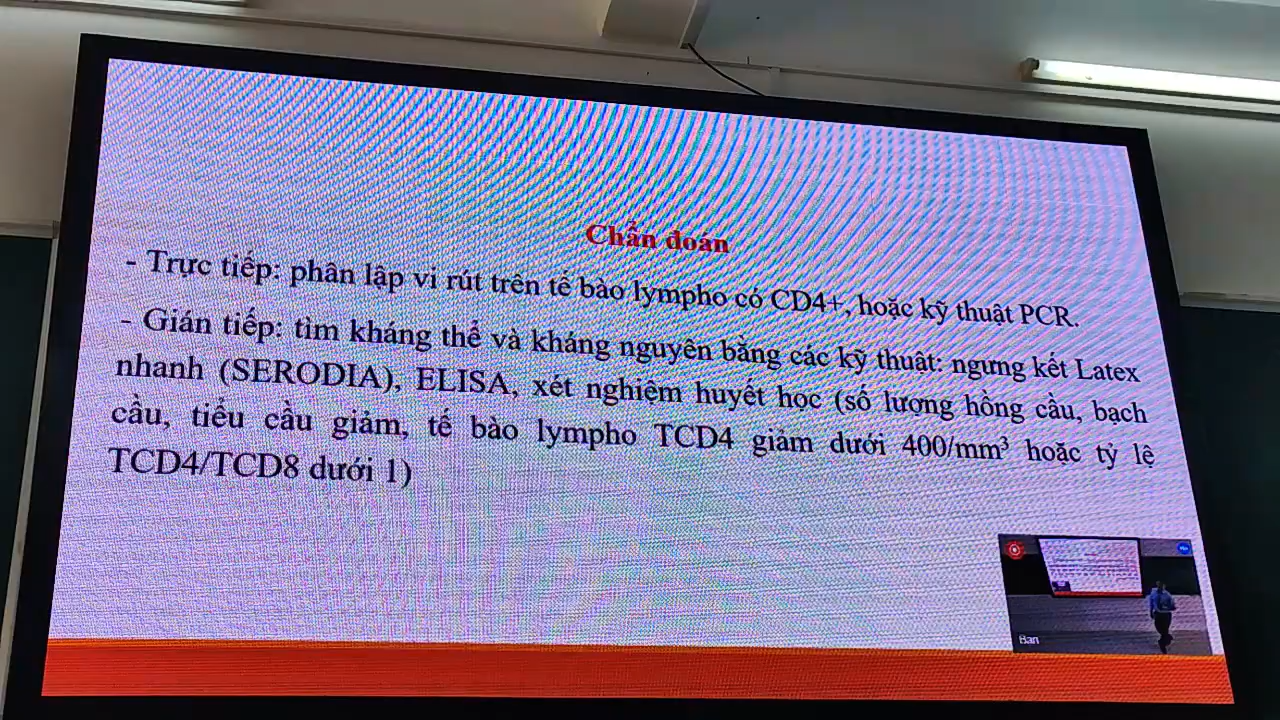 Chẩn đoán
- Trực tiếp: phân lập vi rút trên tế bào lympho có CD4+, hoặc kỹ thuật PCR.
- Gián tiếp: tìm kháng thể và kháng nguyên bằng các kỹ thuật: ngưng kết Latex
nhanh (SERODIA), ELISA, xét nghiệm huyết học (số lượng hồng cầu, bạch
cầu, tiểu cầu giảm, tế bào lympho TCD4 giảm dưới 400/mm³ hoặc tỷ lệ
TCD4/TCD8 dưới 1)
Ban